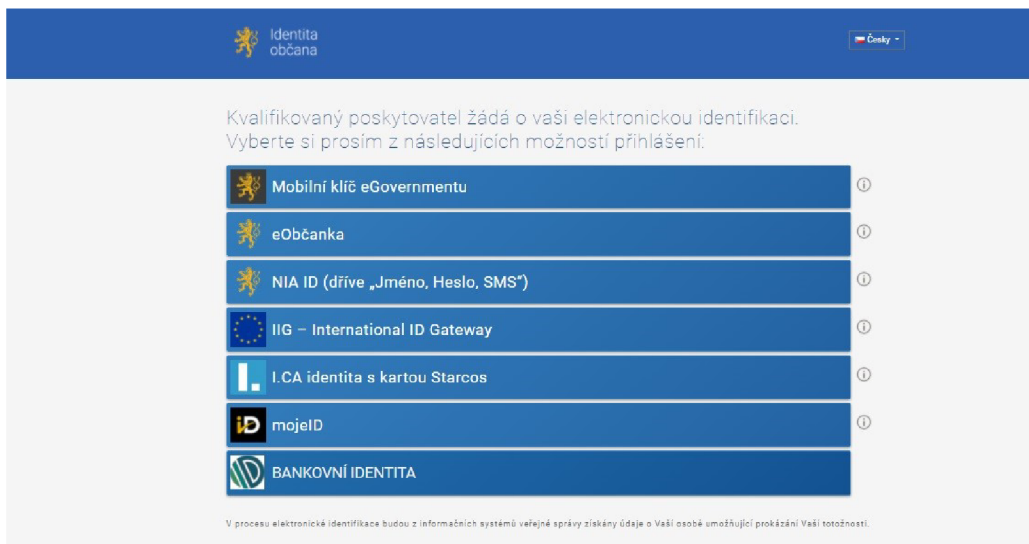 Identita
občana
Česky
Kvalifikovaný poskytovatel žádá o vaši elektronickou identifikaci.
Vyberte si prosím z následujících možností přihlášení:
Mobilní klíč eGovernmentu
eObčanka
NIA ID (dříve „Jméno, Heslo, SMS“)
IIG – International ID Gateway
I.CA identita s kartou Starcos
mojeID
BANKOVNÍ IDENTITA
V procesu elektronické identifikace budou z informačních systémů veřejné správy získány údaje o Vaší osobě umožňující prokázání Vaší totožnosti.